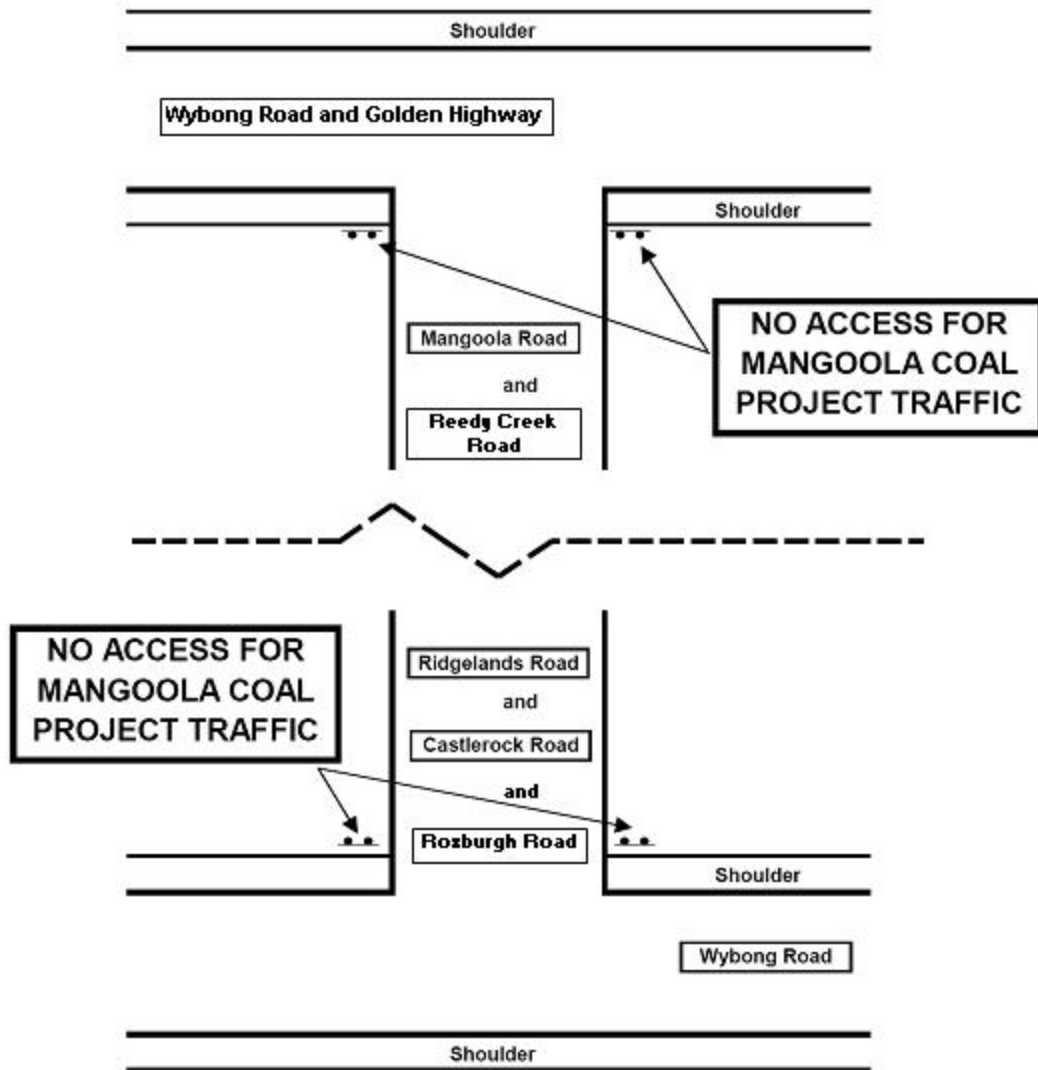 Shoulder
Wybong Road and Golden Highway
Shoulder
NO ACCESS FOR
MANGOOLA COAL
PROJECT TRAFFIC
Mangoola Road
and
Reedy Creek
Road
NO ACCESS FOR
MANGOOLA COAL
PROJECT TRAFFIC
Ridgelands Road
and
Castlerock Road
and
Roxburgh Road
Shoulder
Wybong Road
Shoulder